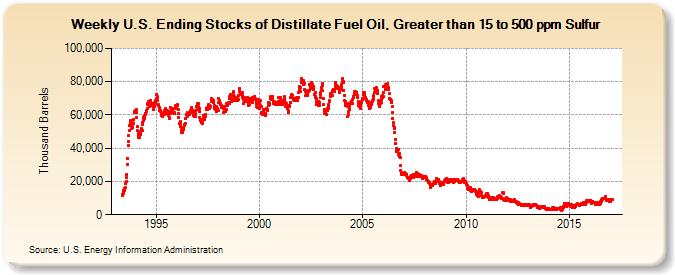 Weekly U.S. Ending Stocks of Distillate Fuel Oil, Greater than 15 to 500 ppm Sulfur
Thousand Barrels
100,000
80,000
60,000
40,000
20,000
0
1995 2000 2005 2010 2015
Source: U.S. Energy Information Administration